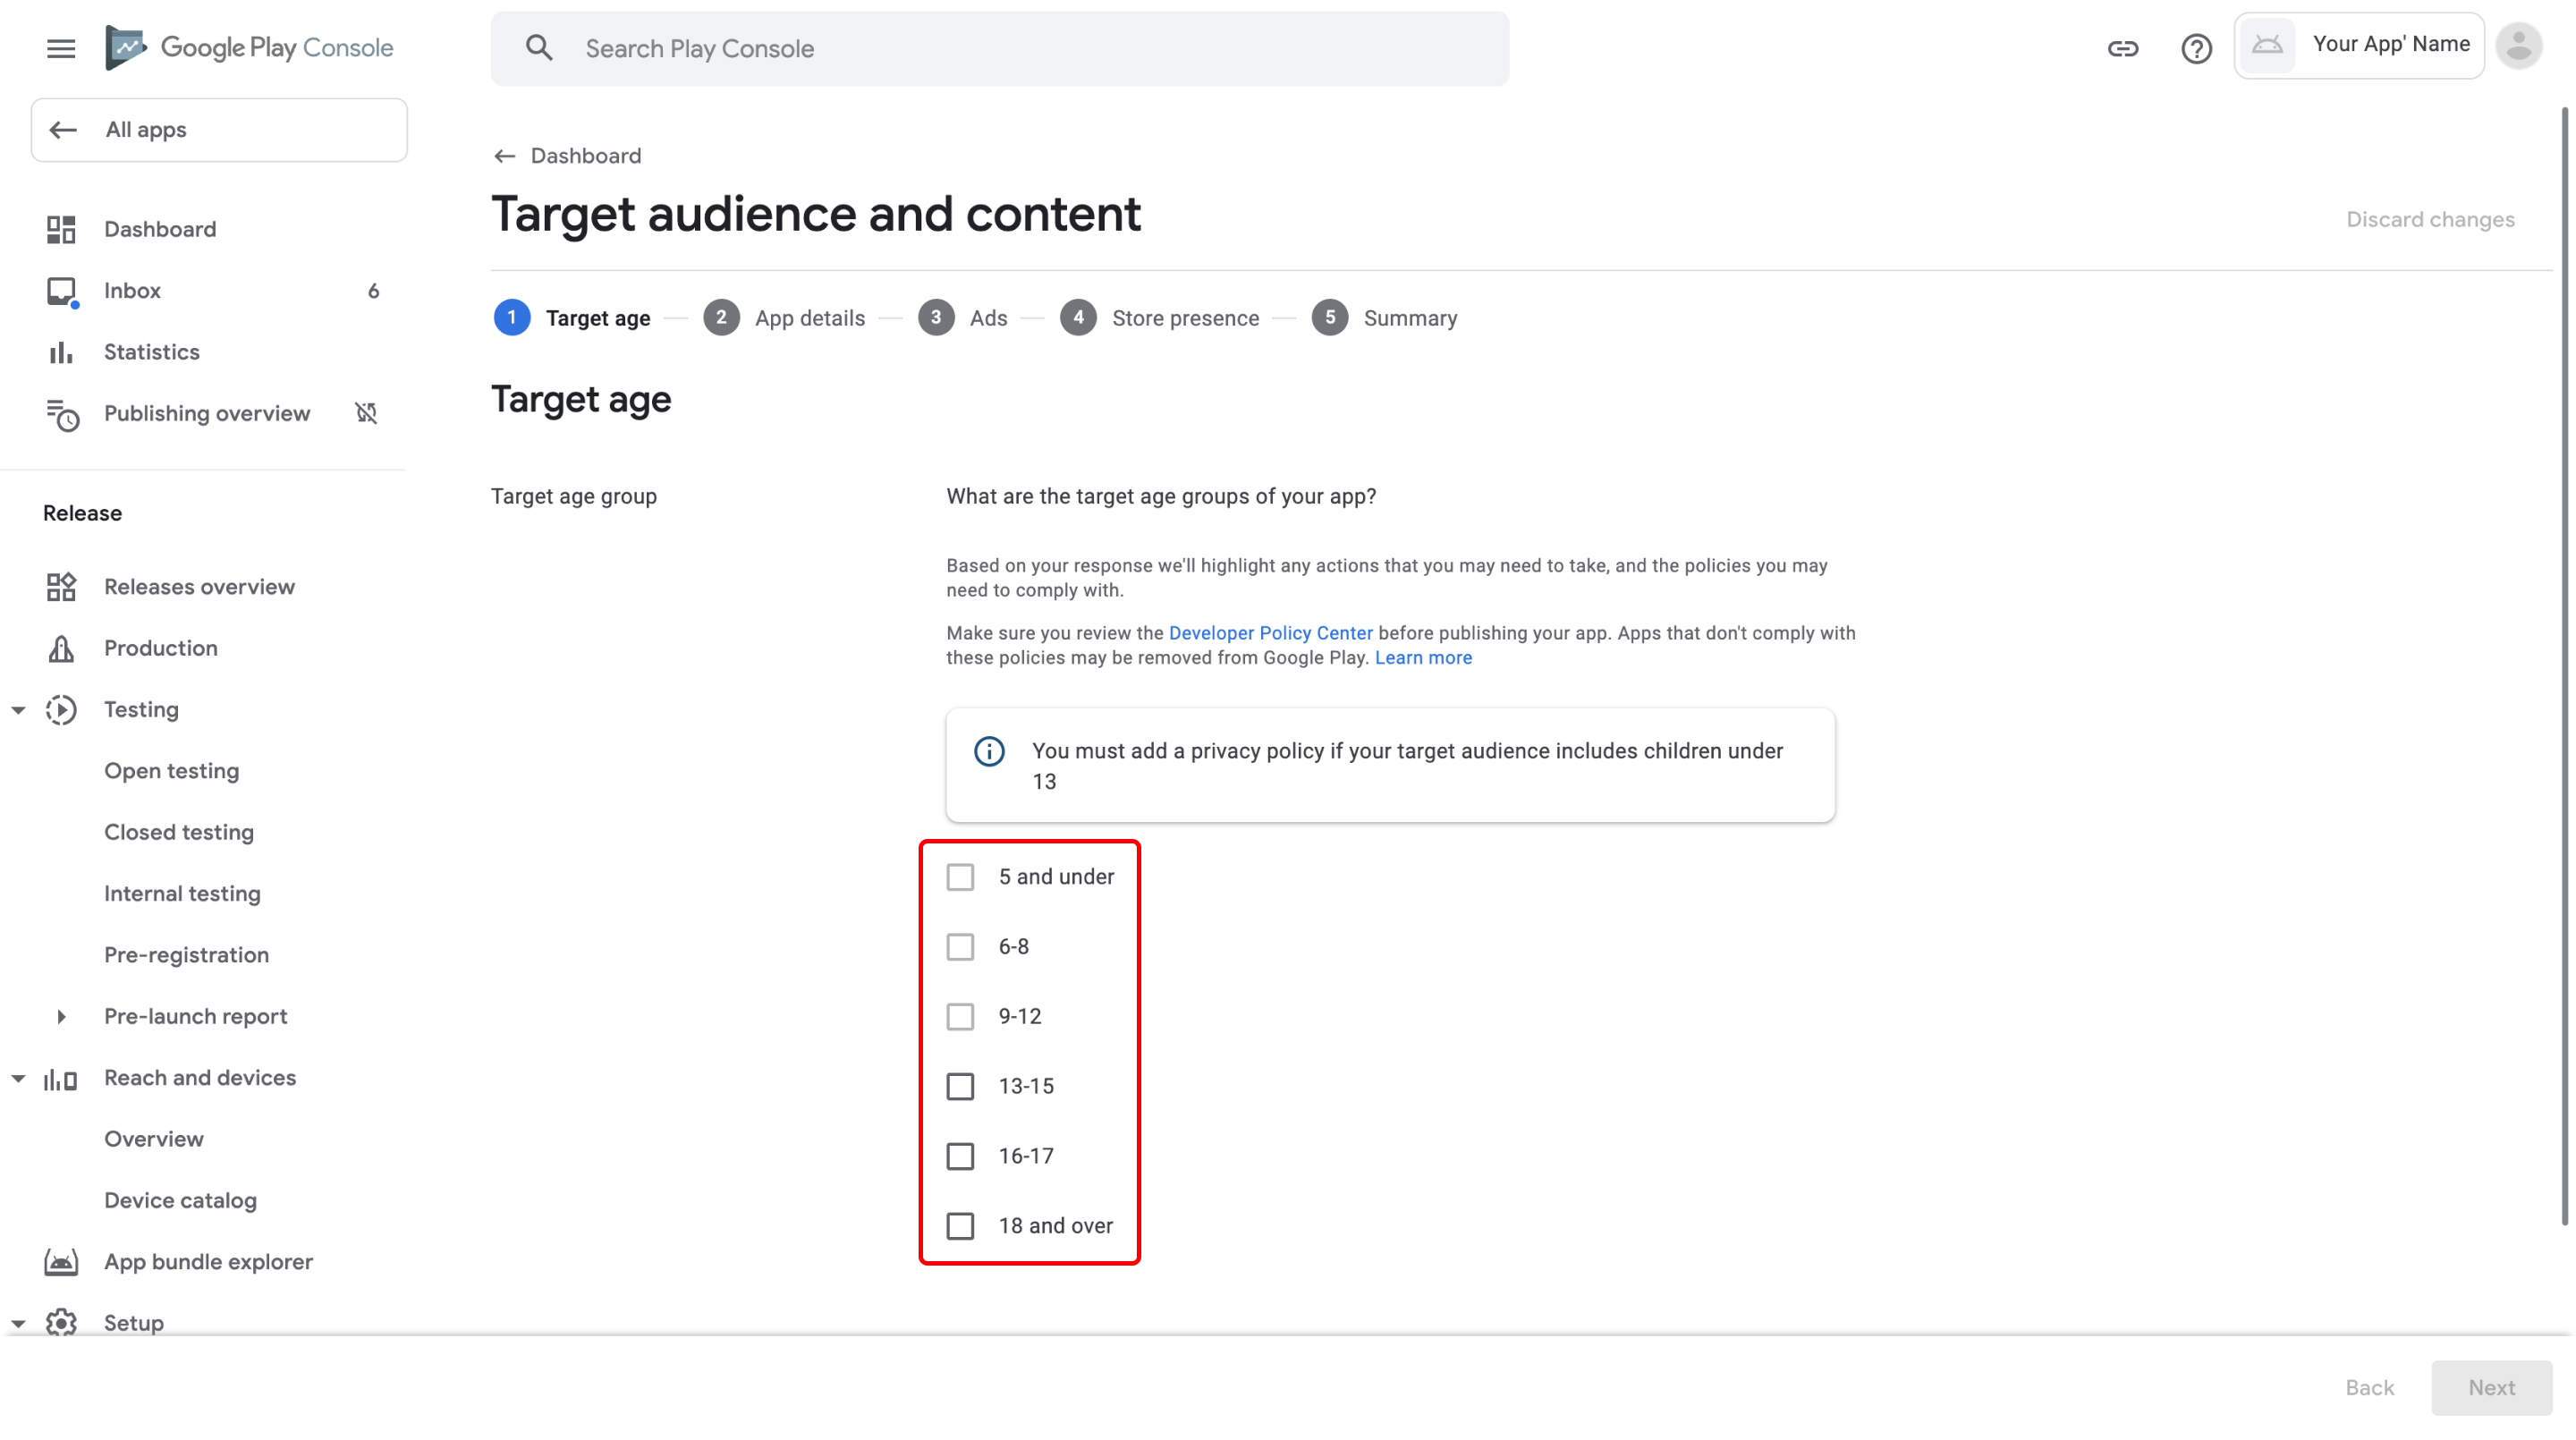 Google Play Console
Search Play Console
Your App' Name
All apps
Dashboard
Inbox 6
Statistics
Publishing overview
Release
Releases overview
Production
Testing
Open testing
Closed testing
Internal testing
Pre-registration
Pre-launch report
Reach and devices
Overview
Device catalog
App bundle explorer
Setup
Dashboard
Target audience and content
Discard changes
1 Target age 2 App details 3 Ads 4 Store presence 5 Summary
Target age
Target age group
What are the target age groups of your app?
Based on your response we'll highlight any actions that you may need to take, and the policies you may
need to comply with.
Make sure you review the Developer Policy Center before publishing your app. Apps that don't comply with
these policies may be removed from Google Play. Learn more
You must add a privacy policy if your target audience includes children under
13
5 and under
6-8
9-12
13-15
16-17
18 and over
Back
Next